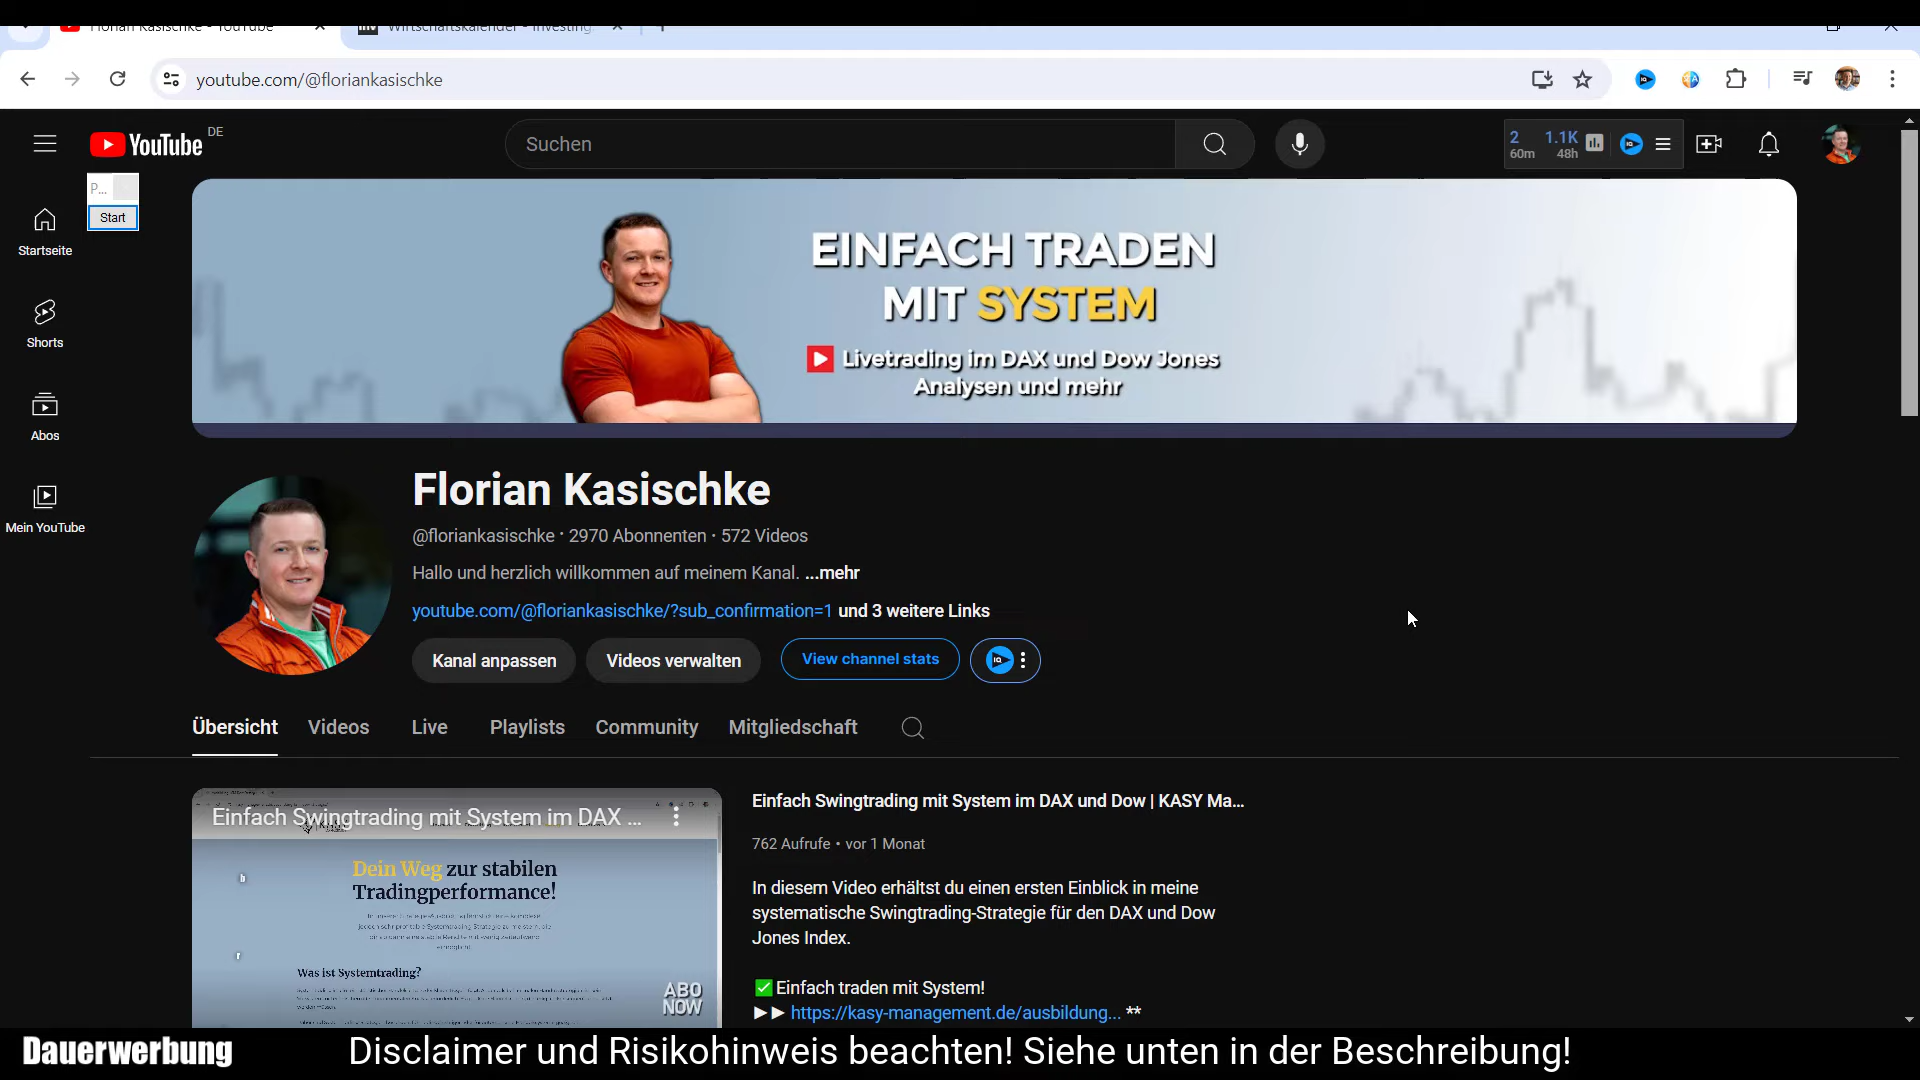 Florian Kasischke - YouTube
Wirtschaftskalender - Investing
youtube.com/@floriankasischke
YouTube DE
Suchen
2 60m 1.1K 48h
P...
Start
Startseite
Shorts
Abos
Mein YouTube
EINFACH TRADEN
MIT SYSTEM
Livetrading im DAX und Dow Jones
Analysen und mehr
Florian Kasischke
@floriankasischke • 2970 Abonnenten • 572 Videos
Hallo und herzlich willkommen auf meinem Kanal. ...mehr
youtube.com/@floriankasischke/?sub_confirmation=1 und 3 weitere Links
Kanal anpassen
Videos verwalten
View channel stats
IQ
Übersicht
Videos
Live
Playlists
Community
Mitgliedschaft
Einfach Swingtrading mit System im DAX ...
Dein Weg zur stabilen
Tradingperformance!
Was ist Systemtrading?
ABO
NOW
Einfach Swingtrading mit System im DAX und Dow | KASY Ma...
762 Aufrufe • vor 1 Monat
In diesem Video erhältst du einen ersten Einblick in meine
systematische Swingtrading-Strategie für den DAX und Dow
Jones Index.
✅ Einfach traden mit System!
►► https://kasy-management.de/ausbildung... **
Dauerwerbung
Disclaimer und Risikohinweis beachten! Siehe unten in der Beschreibung!